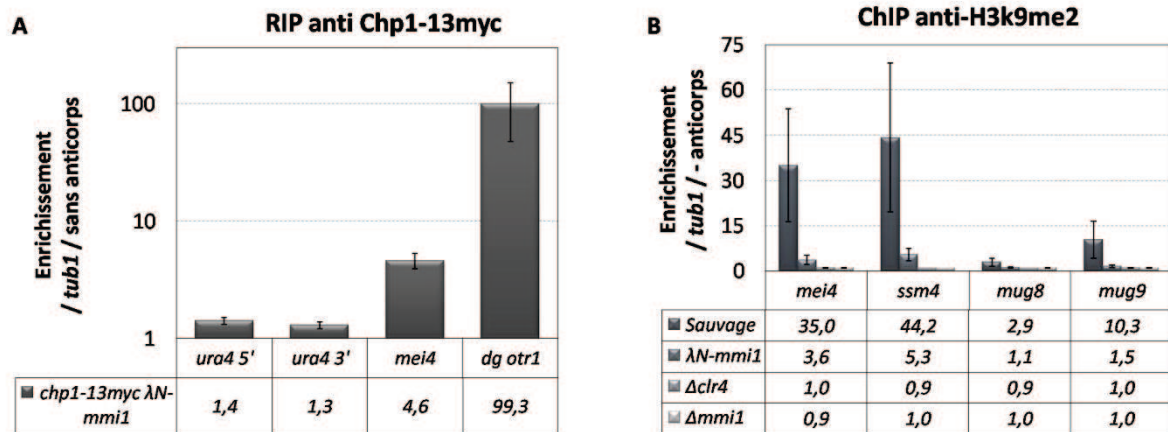 A
RIP anti Chp1-13myc
Enrichissement
/ tub1 / sans anticorps
100
10
1
ura4 5'
ura4 3'
mei4
dg otr1
chp1-13myc λN-
mmi1
1,4
1,3
4,6
99,3
B
ChIP anti-H3k9me2
Enrichissement
/ tub1 / - anticorps
75
60
45
30
15
0
mei4
ssm4
mug8
mug9
Sauvage
35,0
44,2
2,9
10,3
λN-mmi1
3,6
5,3
1,1
1,5
Δclr4
1,0
0,9
0,9
1,0
Δmmi1
0,9
1,0
1,0
1,0